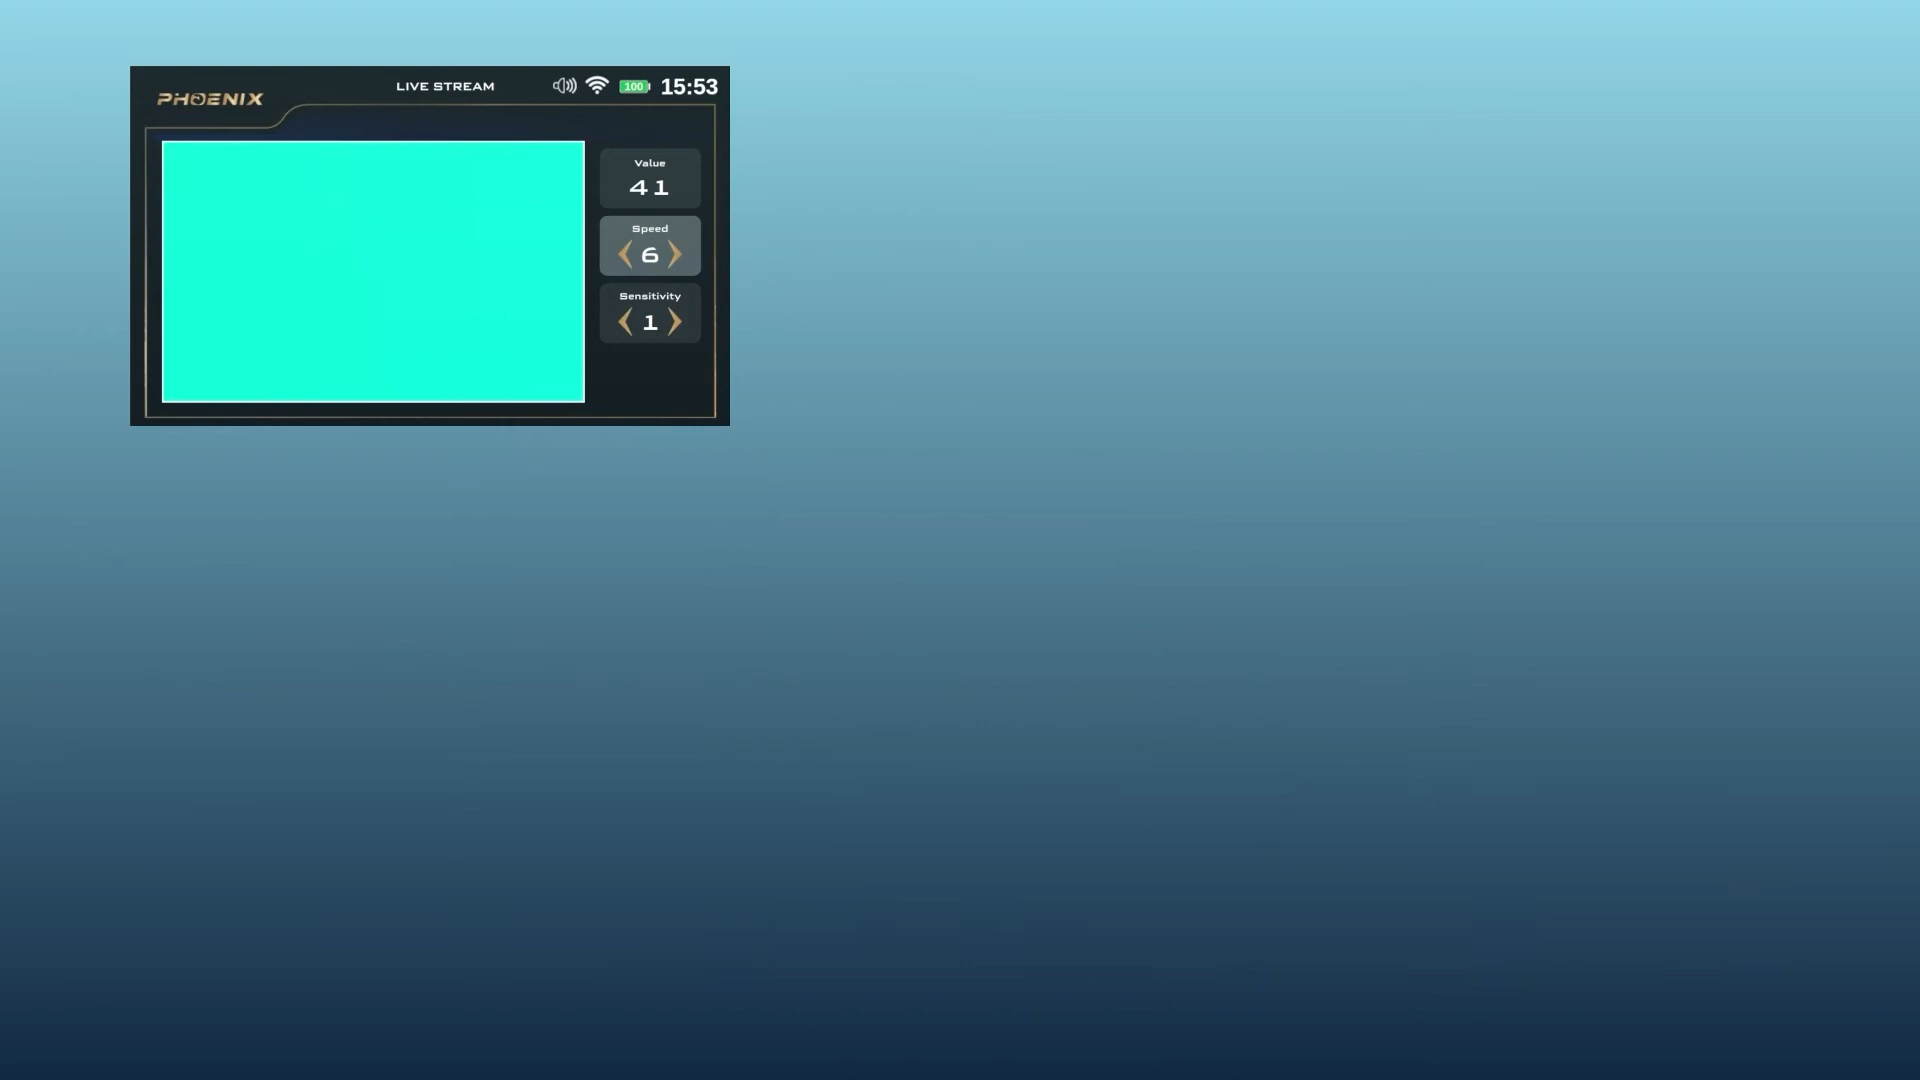 PHOENIX
LIVE STREAM
100
15:53
Value
41
Speed
6
Sensitivity
1